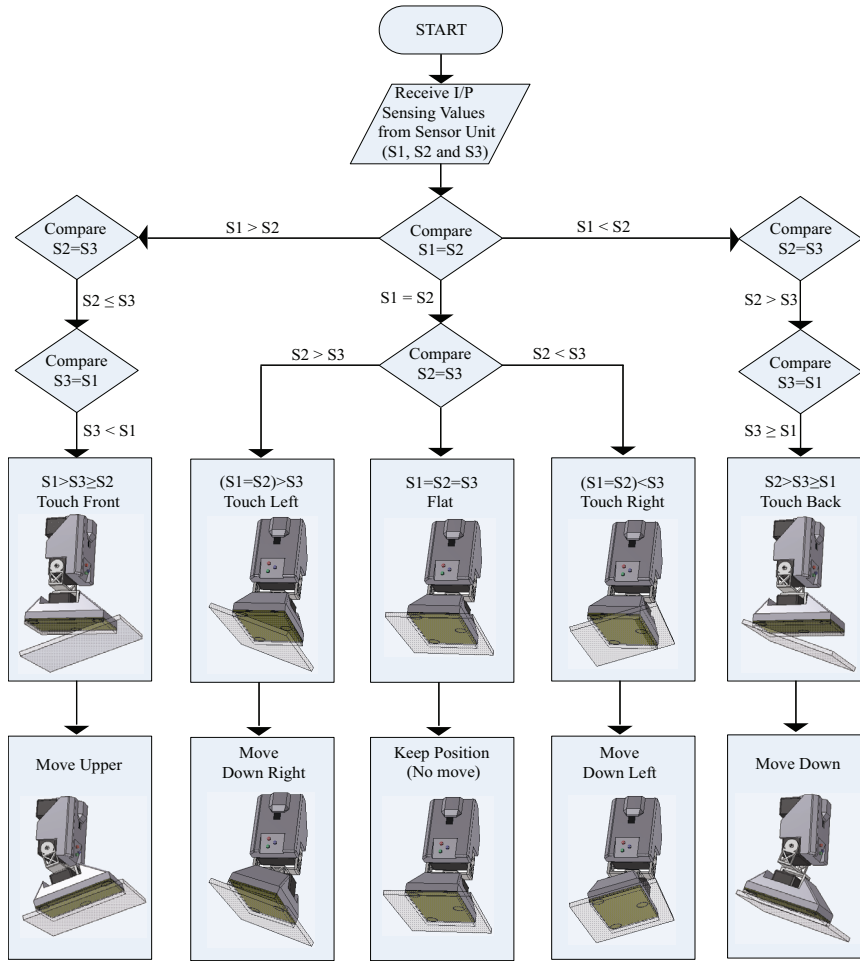 START
Receive I/P
Sensing Values
from Sensor Unit
(S1, S2 and S3)
Compare
S2=S3
S1 > S2
Compare
S1=S2
S1 < S2
Compare
S2=S3
S2 ≤ S3
S1 = S2
S2 > S3
Compare
S3=S1
S2 > S3
Compare
S2=S3
S2 < S3
Compare
S3=S1
S3 < S1
S3 ≥ S1
S1>S3≥S2
Touch Front
(S1=S2)>S3
Touch Left
S1=S2=S3
Flat
(S1=S2)<S3
Touch Right
S2>S3≥S1
Touch Back
Move Upper
Move
Down Right
Keep Position
(No move)
Move
Down Left
Move Down